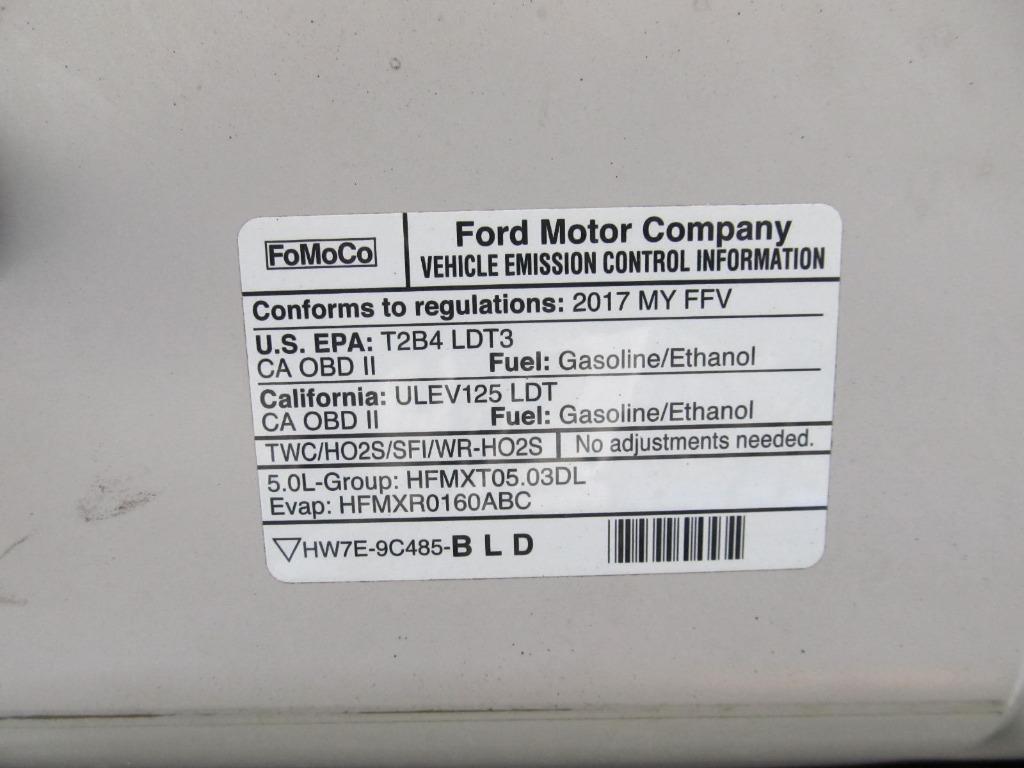 FoMoCo
Ford Motor Company
VEHICLE EMISSION CONTROL INFORMATION
Conforms to regulations: 2017 MY FFV
U.S. EPA: T2B4 LDT3
CA OBD II Fuel: Gasoline/Ethanol
California: ULEV125 LDT
CA OBD II Fuel: Gasoline/Ethanol
TWC/HO2S/SFI/WR-HO2S No adjustments needed.
5.0L-Group: HFMXT05.03DL
Evap: HFMXR0160ABC
HW7E-9C485-B L D